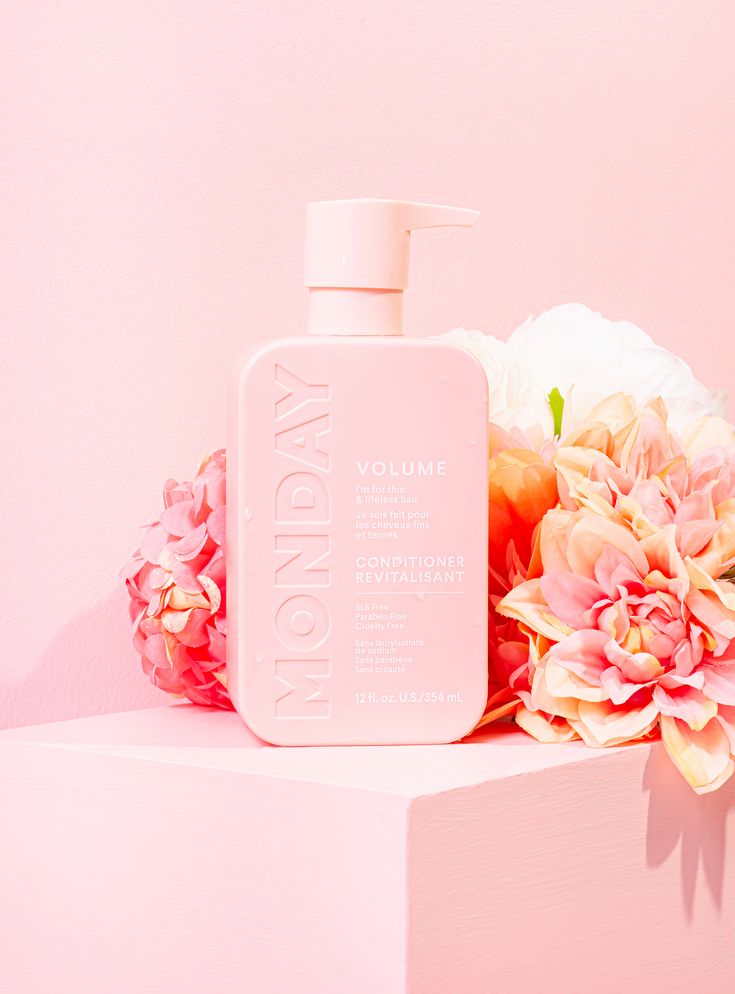 MONDAY
VOLUME
I'm for thin
& lifeless hair
Je suis fait pour
les cheveux fins
et ternes
CONDITIONER
REVITALISANT
SLS Free
Paraben Free
Cruelty Free
Sans laurylsulfate
de sodium
Sans parabène
Sans cruauté
12 fl. oz. U.S./354 mL